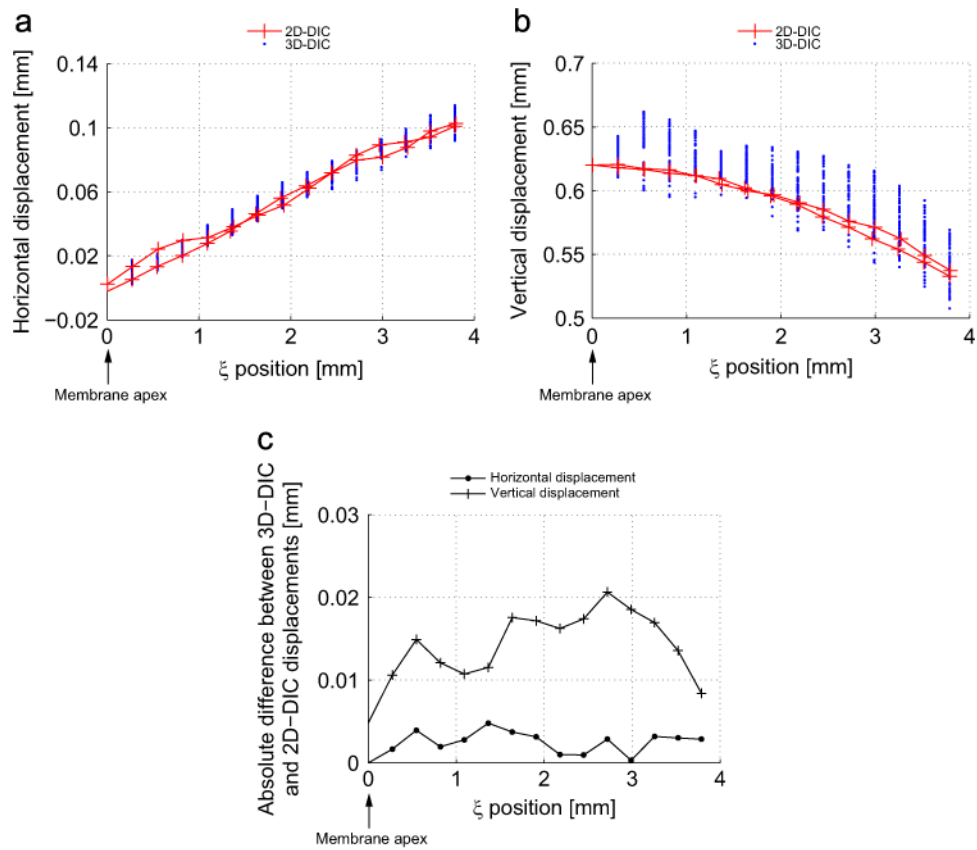 a
2D-DIC
3D-DIC
Horizontal displacement [mm]
0.14
0.1
0.06
0.02
−0.02
0
1
2
3
4
ξ position [mm]
Membrane apex
b
2D-DIC
3D-DIC
Vertical displacement [mm]
0.7
0.65
0.6
0.55
0.5
0
1
2
3
4
ξ position [mm]
Membrane apex
c
Horizontal displacement
Vertical displacement
Absolute difference between 3D−DIC
and 2D−DIC displacements [mm]
0.03
0.02
0.01
0
0
1
2
3
4
ξ position [mm]
Membrane apex